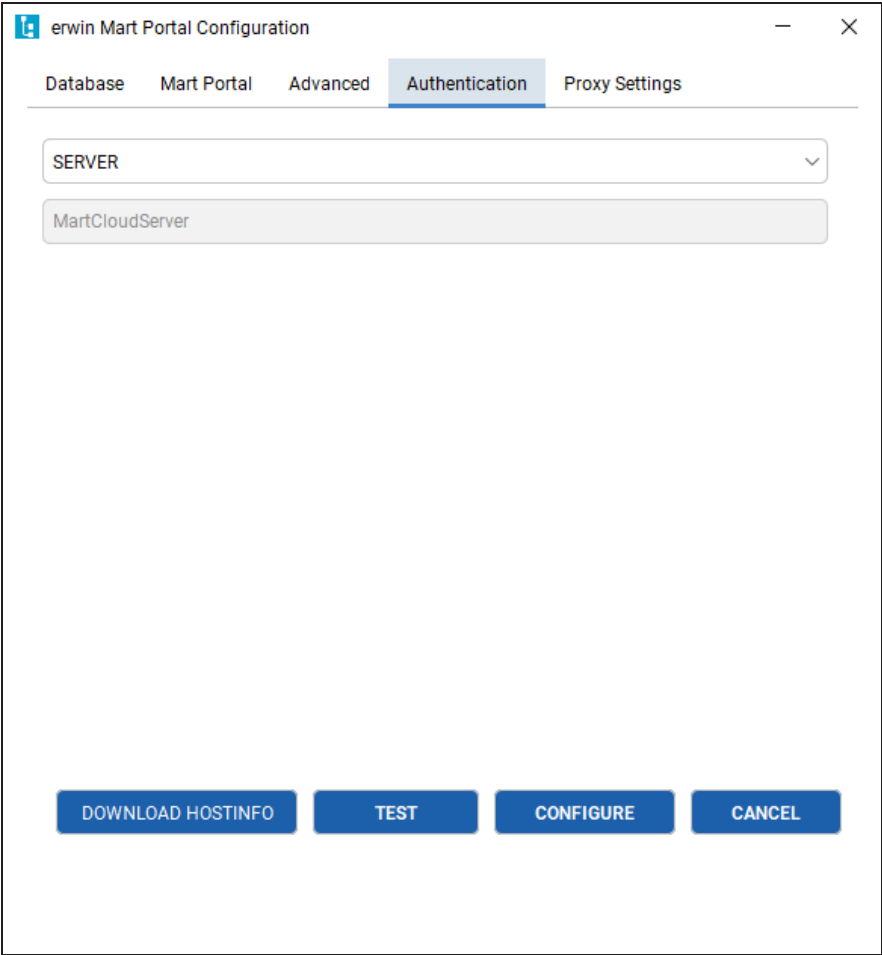 erwin Mart Portal Configuration
Database Mart Portal Advanced Authentication Proxy Settings
SERVER
MartCloudServer
DOWNLOAD HOSTINFO TEST CONFIGURE CANCEL